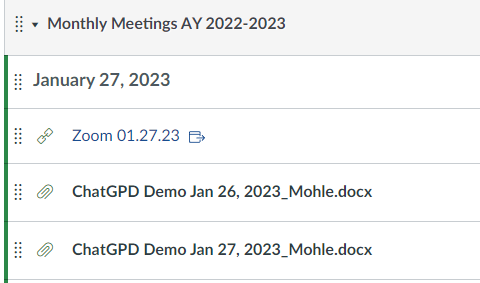 Monthly Meetings AY 2022-2023
January 27, 2023
Zoom 01.27.23
ChatGPD Demo Jan 26, 2023_Mohle.docx
ChatGPD Demo Jan 27, 2023_Mohle.docx